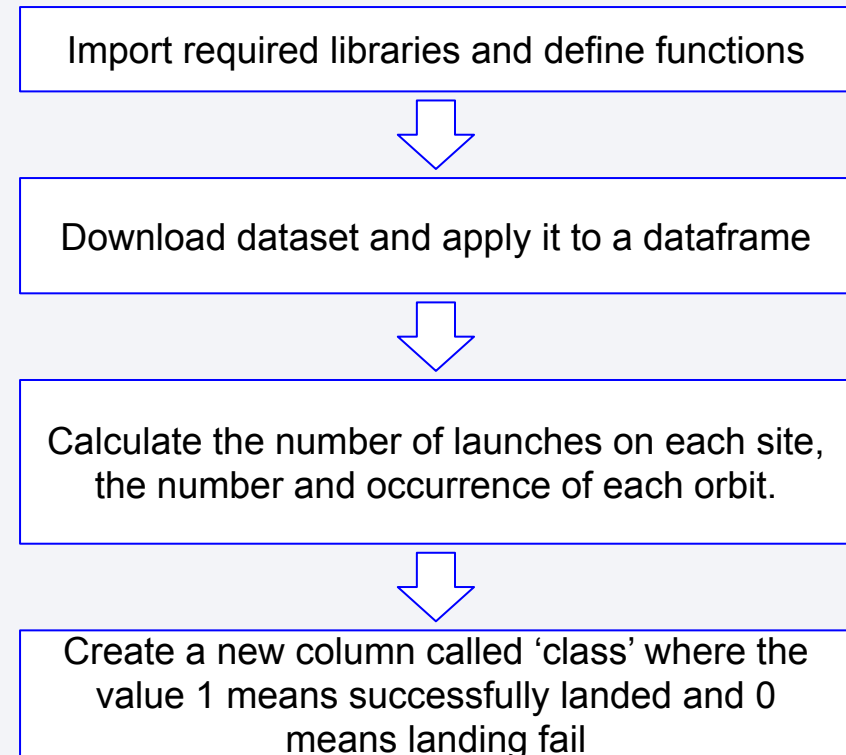 Import required libraries and define functions
Download dataset and apply it to a dataframe
Calculate the number of launches on each site,
the number and occurrence of each orbit.
Create a new column called ‘class’ where the
value 1 means successfully landed and 0
means landing fail